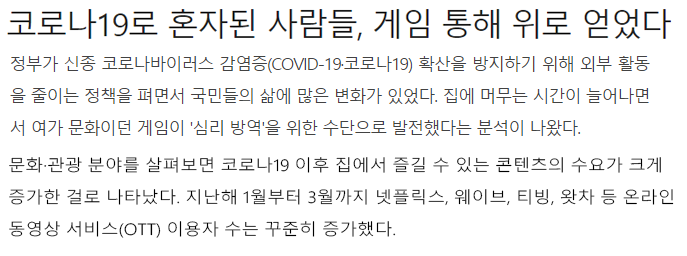 코로나19로 혼자된 사람들, 게임 통해 위로 얻었다
정부가 신종 코로나바이러스 감염증(COVID-19·코로나19) 확산을 방지하기 위해 외부 활동
을 줄이는 정책을 펴면서 국민들의 삶에 많은 변화가 있었다. 집에 머무는 시간이 늘어나면
서 여가 문화이던 게임이 '심리 방역'을 위한 수단으로 발전했다는 분석이 나왔다.
문화·관광 분야를 살펴보면 코로나19 이후 집에서 즐길 수 있는 콘텐츠의 수요가 크게
증가한 걸로 나타났다. 지난해 1월부터 3월까지 넷플릭스, 웨이브, 티빙, 왓차 등 온라인
동영상 서비스(OTT) 이용자 수는 꾸준히 증가했다.